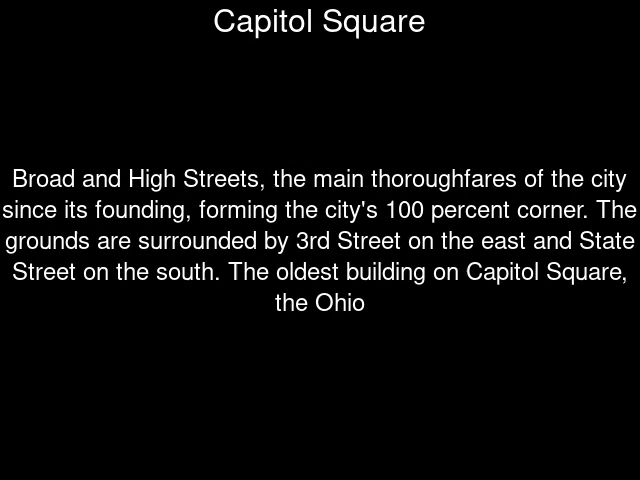 Capitol Square
Broad and High Streets, the main thoroughfares of the city
since its founding, forming the city's 100 percent corner. The
grounds are surrounded by 3rd Street on the east and State
Street on the south. The oldest building on Capitol Square,
the Ohio